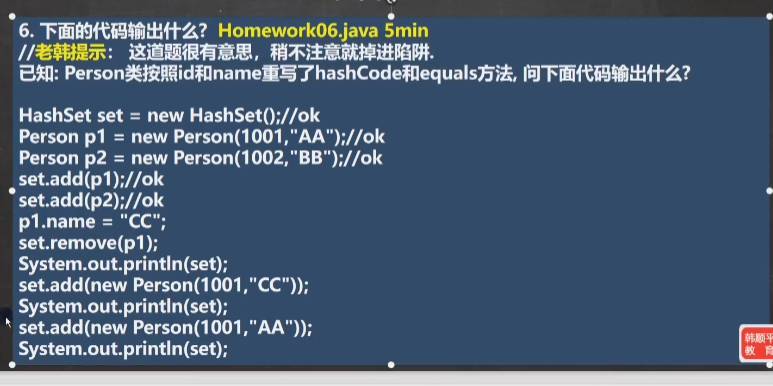 6. 下面的代码输出什么? Homework06.java 5min
//老韩提示: 这道题很有意思，稍不注意就掉进陷阱.
已知: Person类按照id和name重写了hashCode和equals方法, 问下面代码输出什么?
HashSet set = new HashSet();//ok
Person p1 = new Person(1001,"AA");//ok
Person p2 = new Person(1002,"BB");//ok
set.add(p1);//ok
set.add(p2);//ok
p1.name = "CC";
set.remove(p1);
System.out.println(set);
set.add(new Person(1001,"CC"));
System.out.println(set);
set.add(new Person(1001,"AA"));
System.out.println(set);
韩顺平
教 育